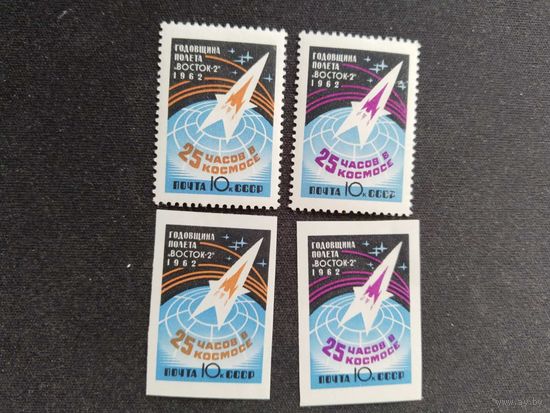 ГОДОВЩИНА
ПОЛЕТА
„ВОСТОК-2"
1962
25 ЧАСОВ В
КОСМОСЕ
ПОЧТА 10к СССР
ГОДОВЩИНА
ПОЛЕТА
„ВОСТОК-2"
1962
25 ЧАСОВ В
КОСМОСЕ
ПОЧТА 10к СССР
ГОДОВЩИНА
ПОЛЕТА
„ВОСТОК-2"
1962
25 ЧАСОВ В
КОСМОСЕ
ПОЧТА 10к СССР
ГОДОВЩИНА
ПОЛЕТА
„ВОСТОК-2"
1962
25 ЧАСОВ В
КОСМОСЕ
ПОЧТА 10к СССР